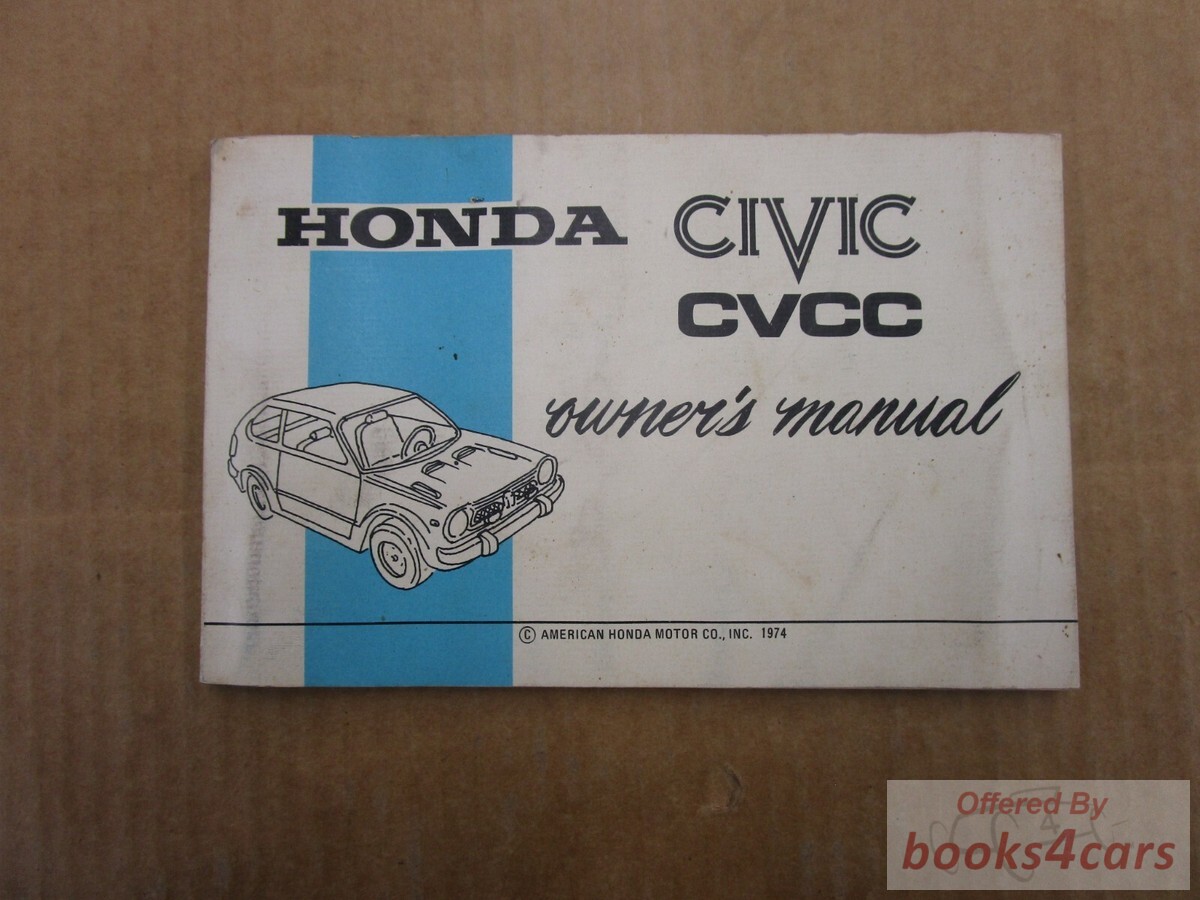 HONDA CIVIC
CVCC
owner's manual
© AMERICAN HONDA MOTOR CO., INC. 1974
Offered By
books4cars